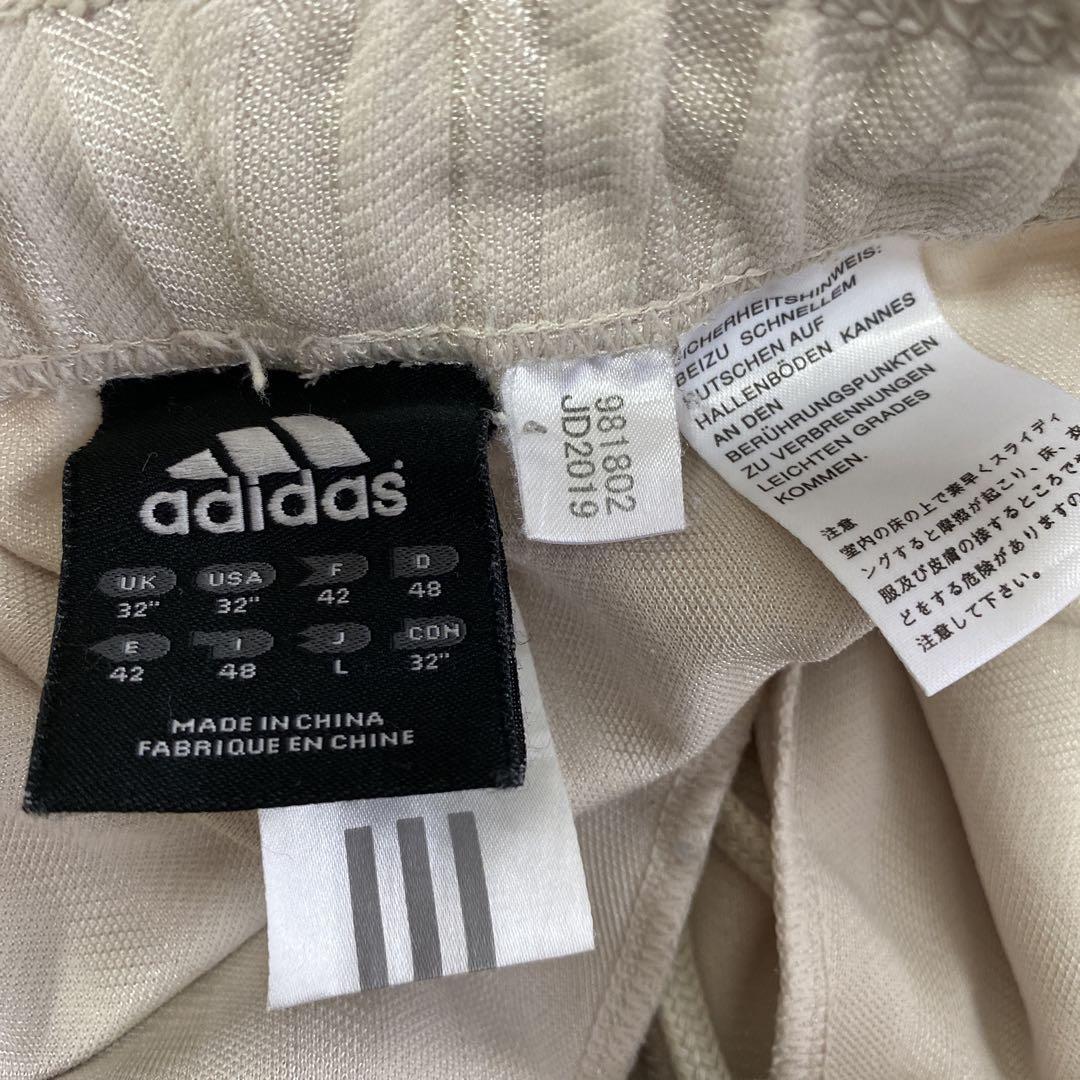 adidas
UK USA F D
32" 32" 42 48
E I J CDN
42 48 L 32"
MADE IN CHINA
FABRIQUE EN CHINE
981802
JD2019
ICHERHEITSHINWEIS:
BEIZU SCHNELLEM
RUTSCHEN AUF
HALLENBÖDEN KANNES
AN DEN
BERÜHRUNGSPUNKTEN
ZU VERBRENNUNGEN
LEICHTEN GRADES
KOMMEN.
注意
室内の床の上で素早くスライディ
ングすると摩擦が起こり、床、衣
服及び皮膚の接するところでや
どをする危険がありますの
注意して下さい。